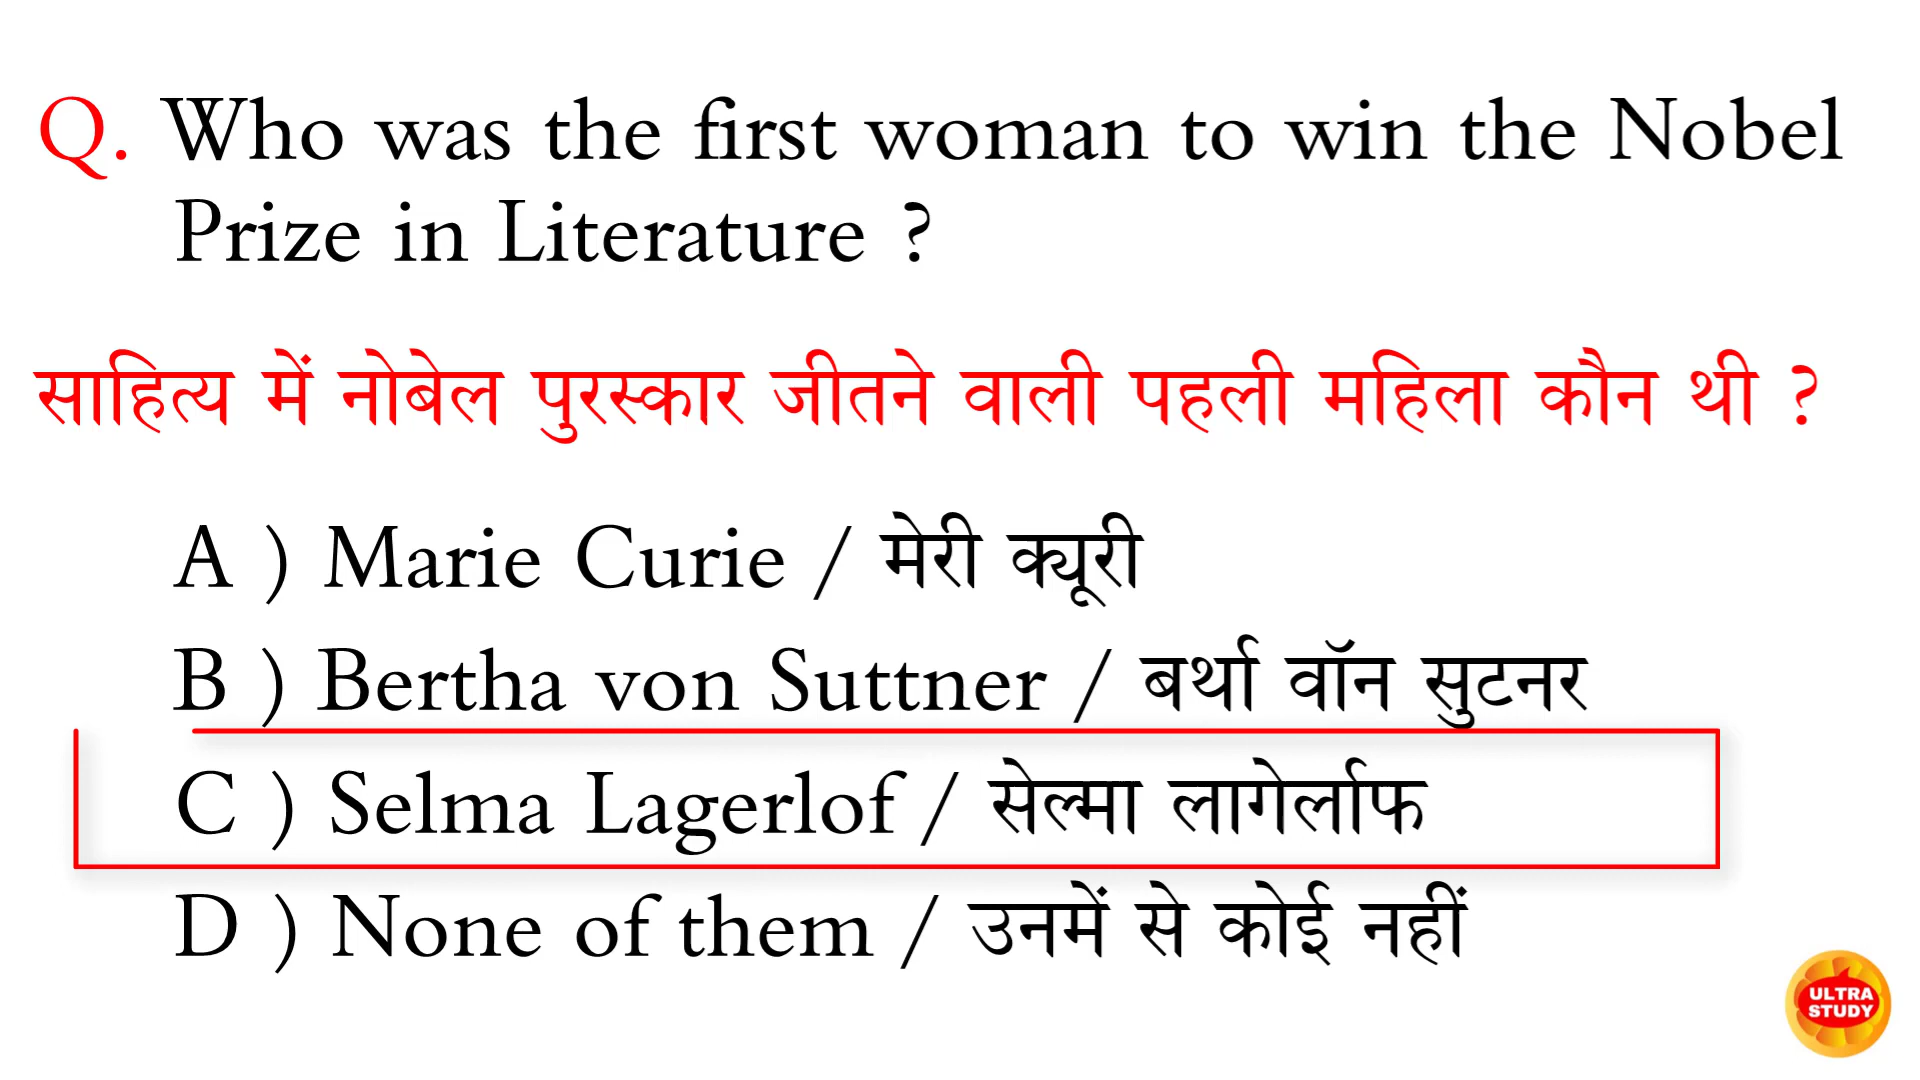 Q. Who was the first woman to win the Nobel
Prize in Literature ?
साहित्य में नोबेल पुरस्कार जीतने वाली पहली महिला कौन थी ?
A ) Marie Curie / मेरी क्यूरी
B ) Bertha von Suttner / बर्था वॉन सुटनर
C ) Selma Lagerlof / सेल्मा लागेर्लाफ
D ) None of them / उनमें से कोई नहीं
ULTRA
STUDY